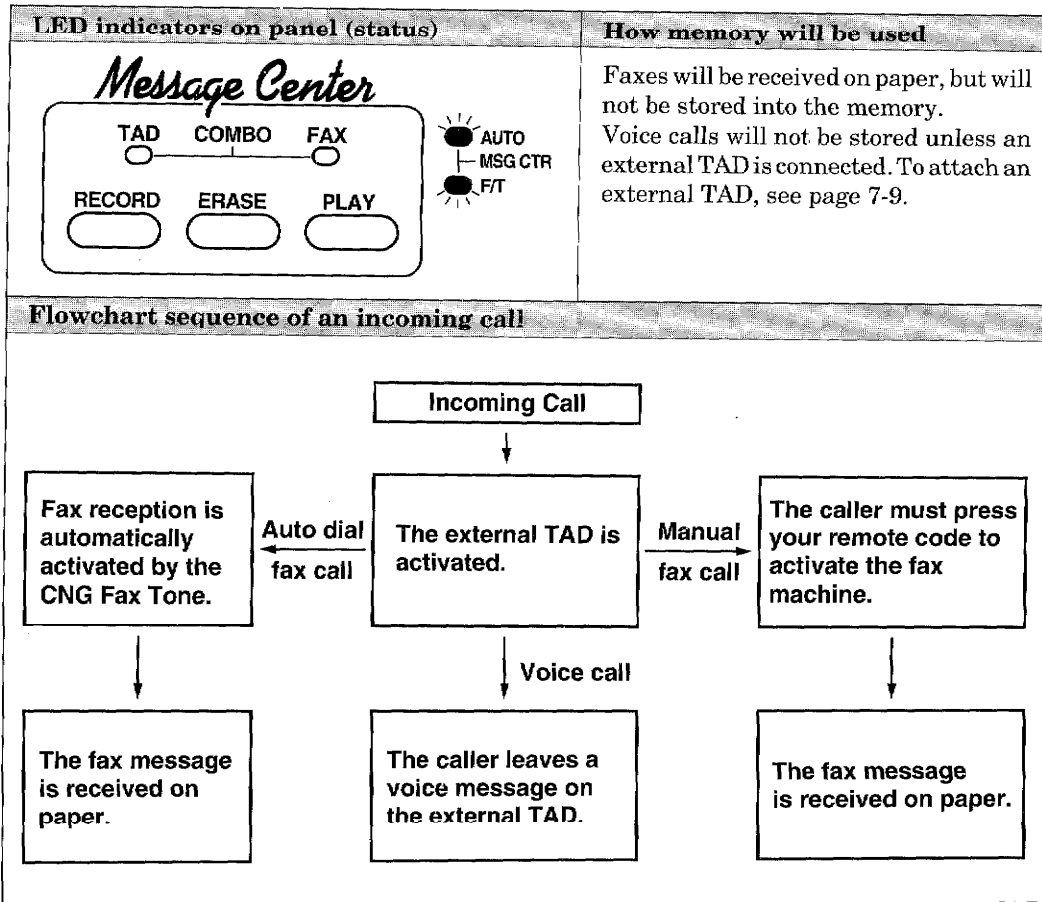 LED indicators on panel (status)
How memory will be used
Message Center
TAD COMBO FAX
RECORD ERASE PLAY
AUTO
MSG CTR
F/T
Faxes will be received on paper, but will
not be stored into the memory.
Voice calls will not be stored unless an
external TAD is connected. To attach an
external TAD, see page 7-9.
Flowchart sequence of an incoming call
Incoming Call
Fax reception is
automatically
activated by the
CNG Fax Tone.
Auto dial
fax call
The external TAD is
activated.
Manual
fax call
The caller must press
your remote code to
activate the fax
machine.
Voice call
The fax message
is received on
paper.
The caller leaves a
voice message on
the external TAD.
The fax message
is received on paper.